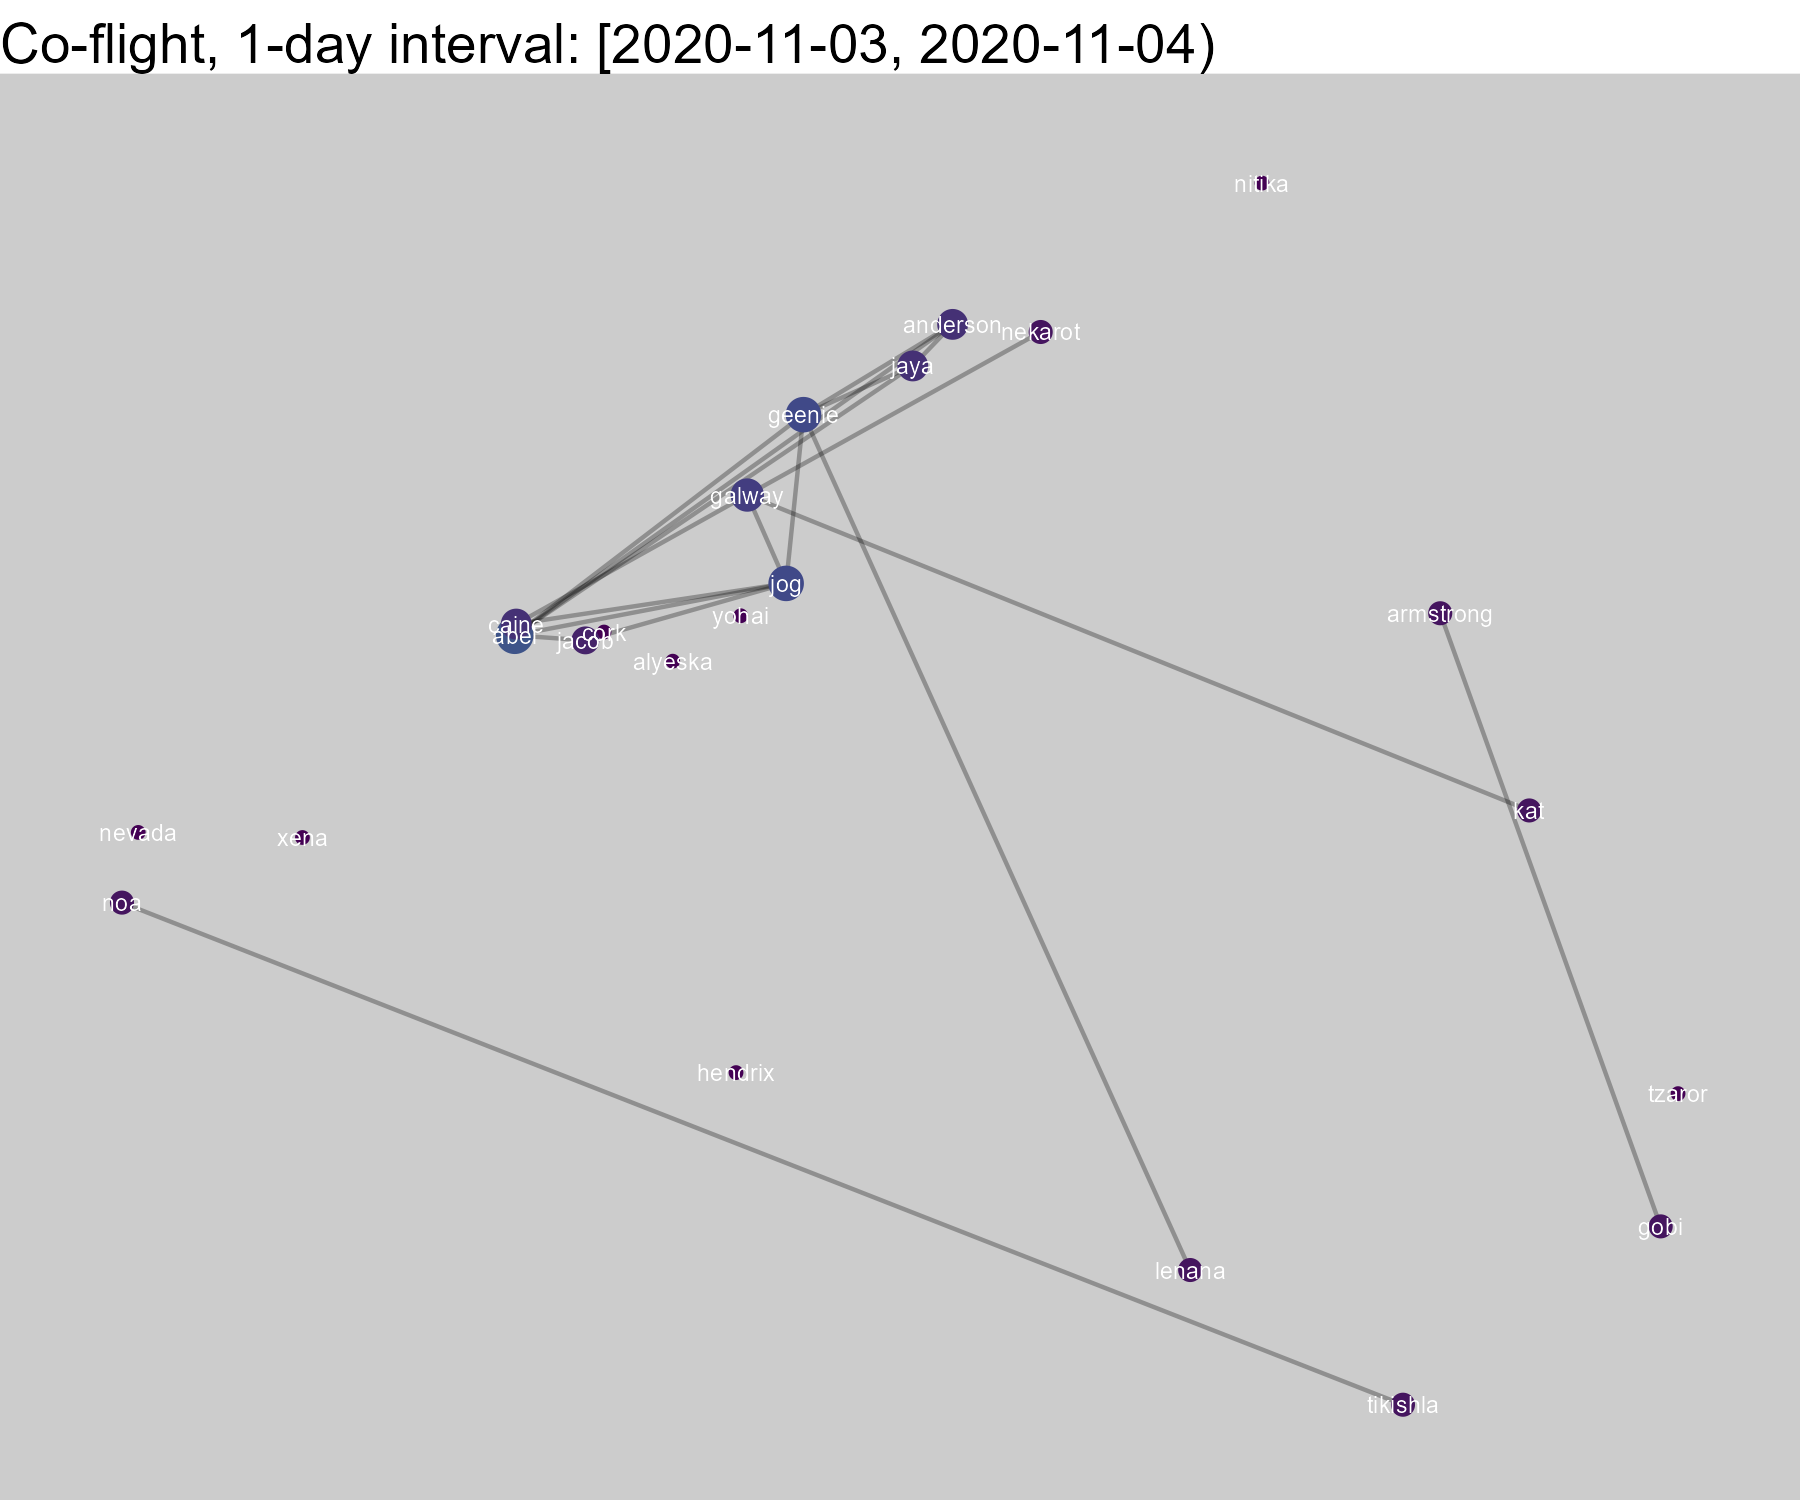 Co-flight, 1-day interval: [2020-11-03, 2020-11-04)
nitika
anderson
nekarot
jaya
geenie
galway
jog
armstrong
yohai
caine
abel
cork
jacob
alyeska
kat
nevada
xena
noa
hendrix
tzaror
gobi
lenana
tikishla